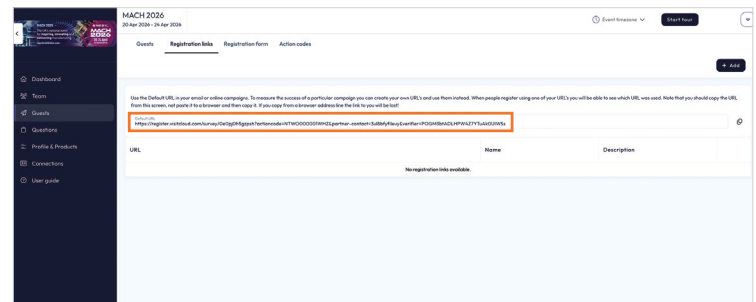 MACH 2026
20 Apr 2026 - 24 Apr 2026
Event timezone
Start tour
MACH 2026
MACH
2026
Guests
Registration links
Registration form
Action codes
+ Add
Dashboard
Team
Guests
Questions
Profile & Products
Connections
User guide
Use the Default URL in your email or online campaigns. To measure the success of a particular campaign you can create your own URL's and use them instead. When people register using one of your URL's you will be able to see which URL was used. Note that you should copy the URL
from this screen, not paste it to a browser and then copy it. If you copy from a browser address line the link to you will be lost!
Default URL
URL
Name
Description
No registration links available.